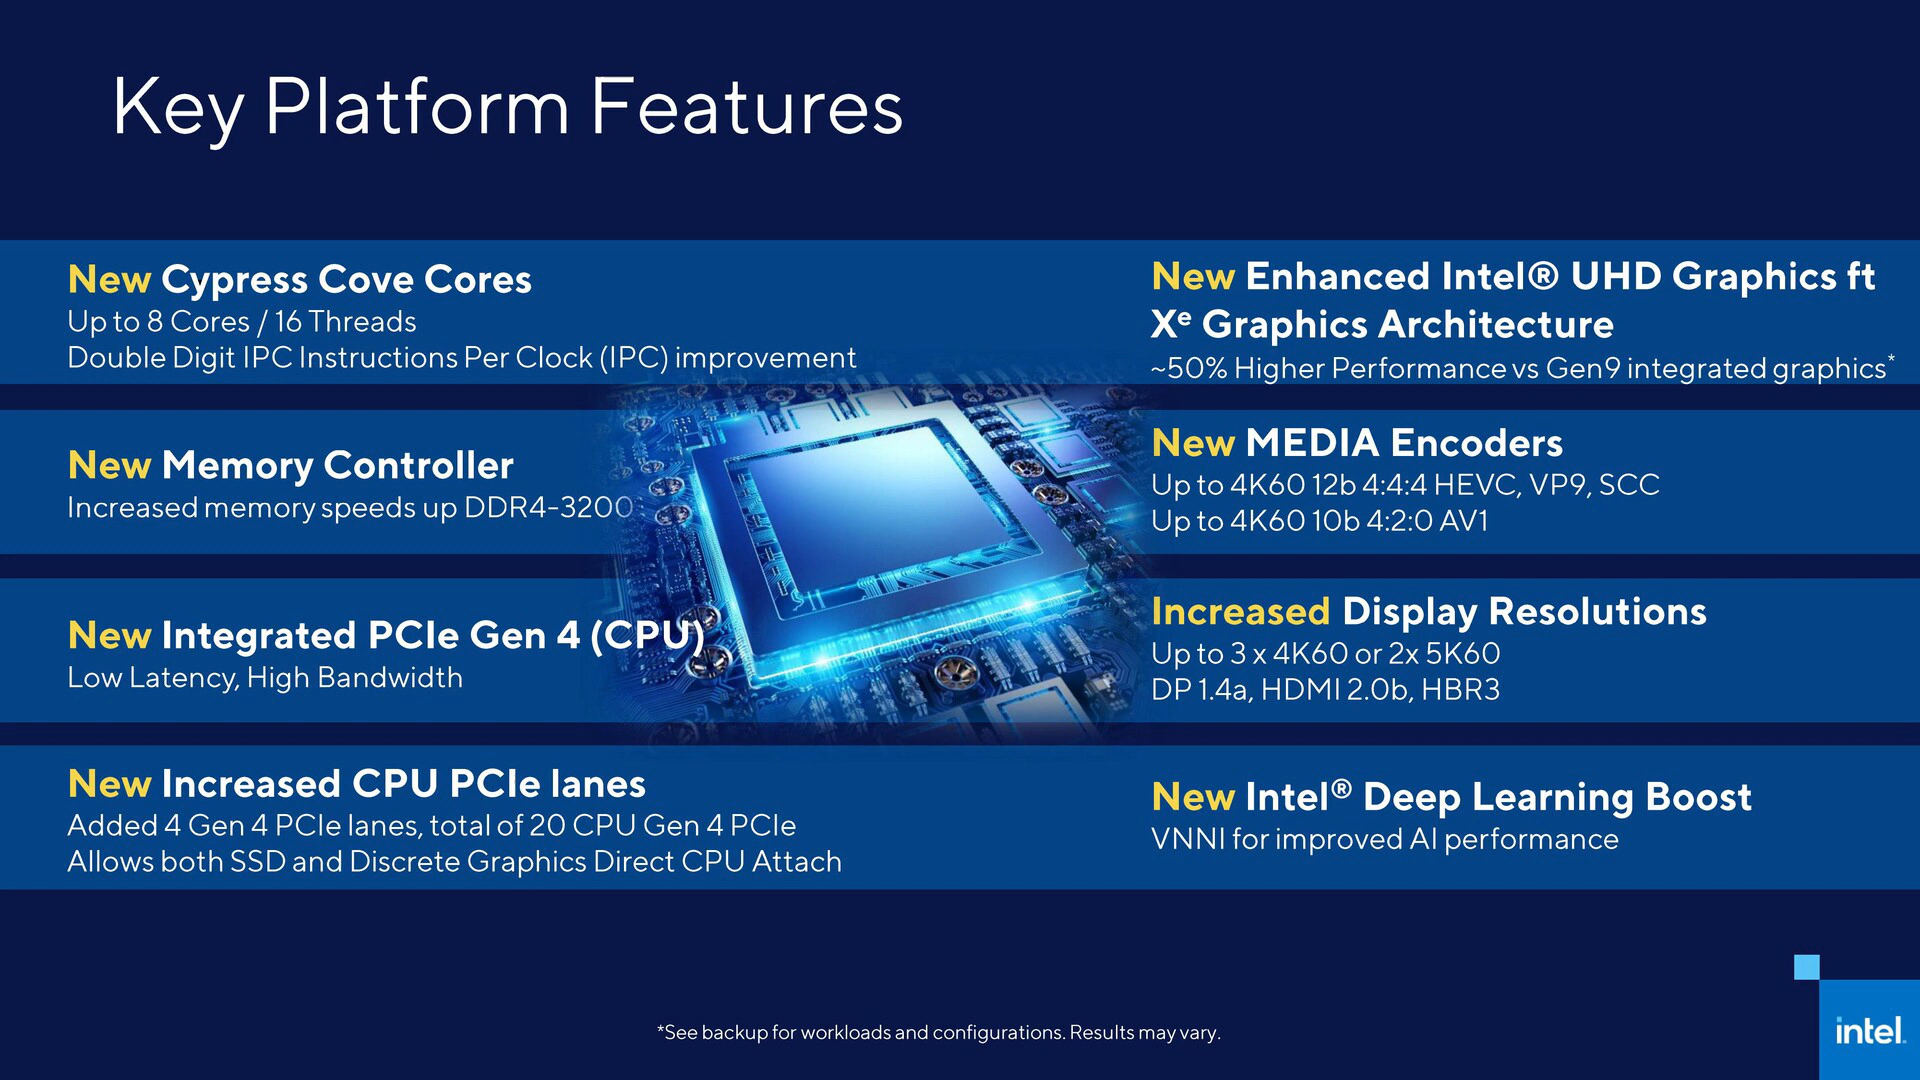 Key Platform Features
New Cypress Cove Cores
Up to 8 Cores / 16 Threads
Double Digit IPC Instructions Per Clock (IPC) improvement
New Memory Controller
Increased memory speeds up DDR4-3200
New Integrated PCIe Gen 4 (CPU)
Low Latency, High Bandwidth
New Increased CPU PCIe lanes
Added 4 Gen 4 PCIe lanes, total of 20 CPU Gen 4 PCIe
Allows both SSD and Discrete Graphics Direct CPU Attach
New Enhanced Intel® UHD Graphics ft
Xᵉ Graphics Architecture
~50% Higher Performance vs Gen9 integrated graphics*
New MEDIA Encoders
Up to 4K60 12b 4:4:4 HEVC, VP9, SCC
Up to 4K60 10b 4:2:0 AV1
Increased Display Resolutions
Up to 3 x 4K60 or 2x 5K60
DP 1.4a, HDMI 2.0b, HBR3
New Intel® Deep Learning Boost
VNNI for improved AI performance
*See backup for workloads and configurations. Results may vary.
intel.